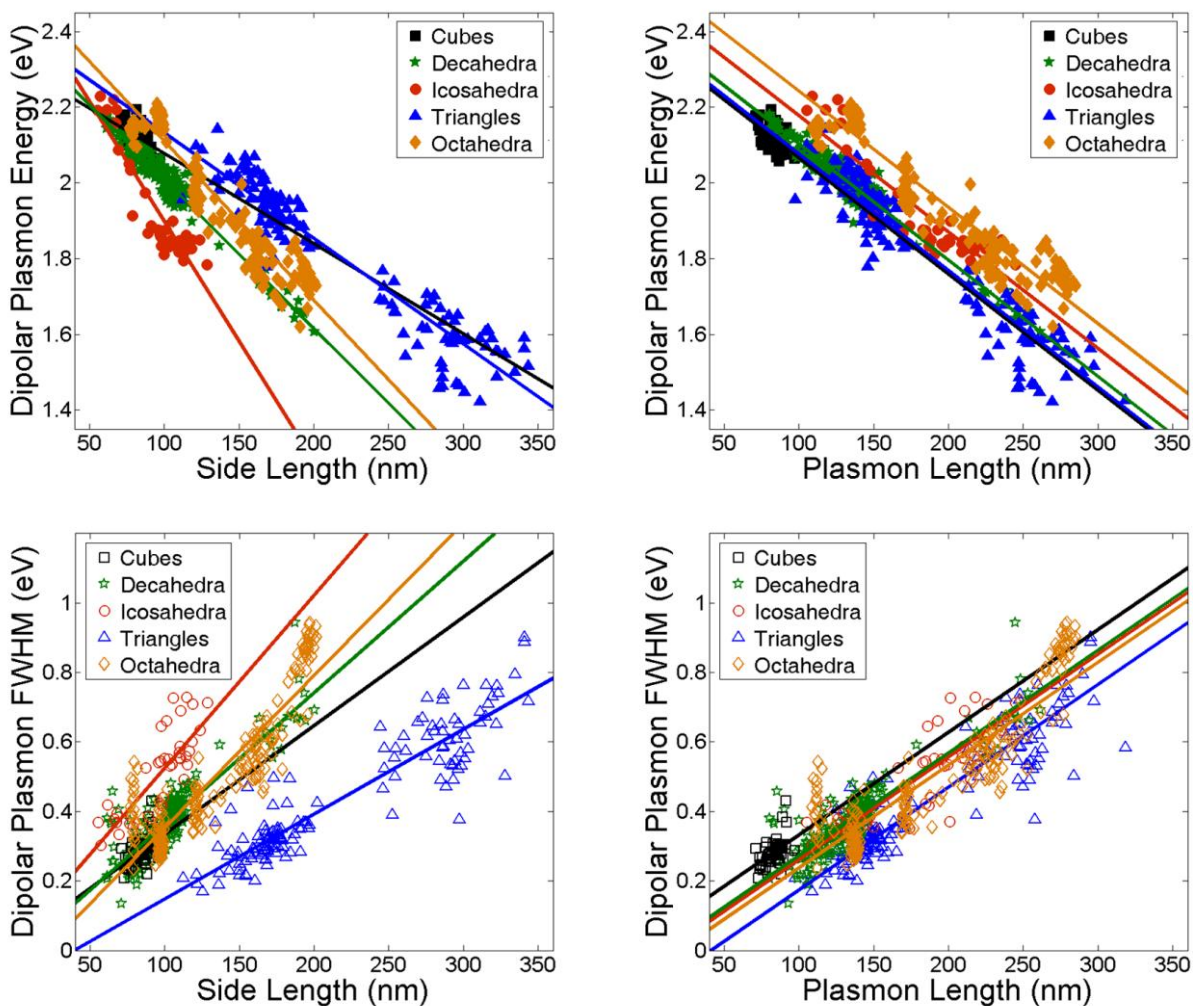 Dipolar Plasmon Energy (eV)
2.4
2.2
2
1.8
1.6
1.4
50 100 150 200 250 300 350
Side Length (nm)
Cubes
Decahedra
Icosahedra
Triangles
Octahedra
Dipolar Plasmon Energy (eV)
2.4
2.2
2
1.8
1.6
1.4
50 100 150 200 250 300 350
Plasmon Length (nm)
Cubes
Decahedra
Icosahedra
Triangles
Octahedra
Dipolar Plasmon FWHM (eV)
1
0.8
0.6
0.4
0.2
0
50 100 150 200 250 300 350
Side Length (nm)
Cubes
Decahedra
Icosahedra
Triangles
Octahedra
Dipolar Plasmon FWHM (eV)
1
0.8
0.6
0.4
0.2
0
50 100 150 200 250 300 350
Plasmon Length (nm)
Cubes
Decahedra
Icosahedra
Triangles
Octahedra